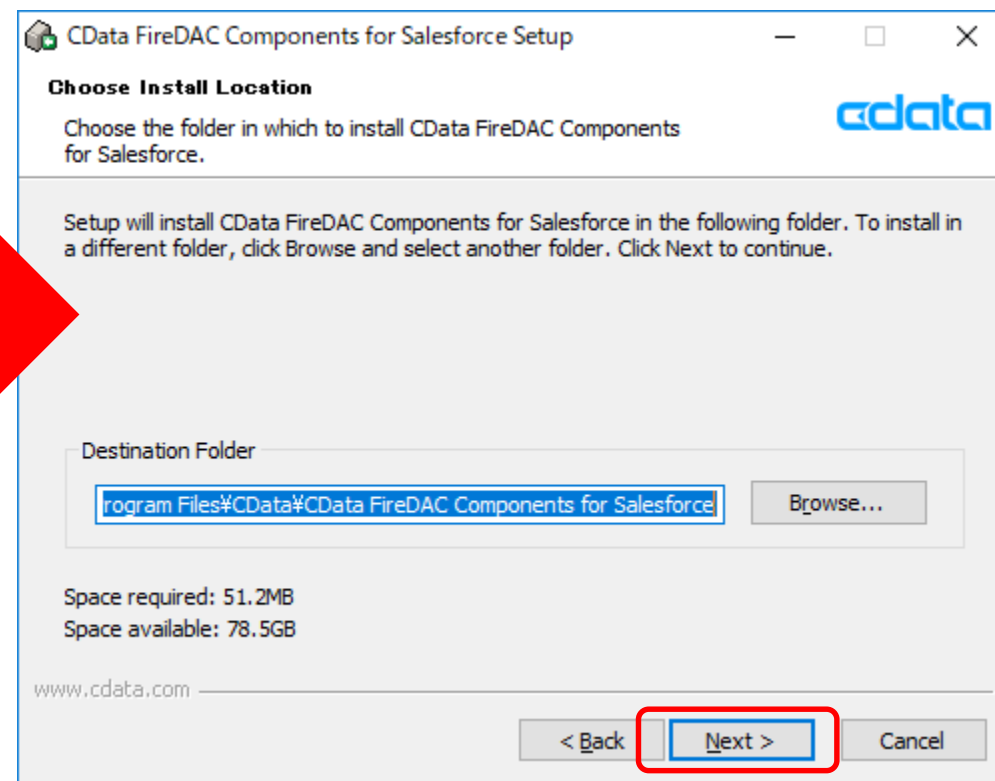 CData FireDAC Components for Salesforce Setup
Choose Install Location
Choose the folder in which to install CData FireDAC Components
for Salesforce.
cdata
Setup will install CData FireDAC Components for Salesforce in the following folder. To install in
a different folder, click Browse and select another folder. Click Next to continue.
Destination Folder
rogram Files¥CData¥CData FireDAC Components for Salesforce
Browse...
Space required: 51.2MB
Space available: 78.5GB
www.cdata.com
< Back
Next >
Cancel